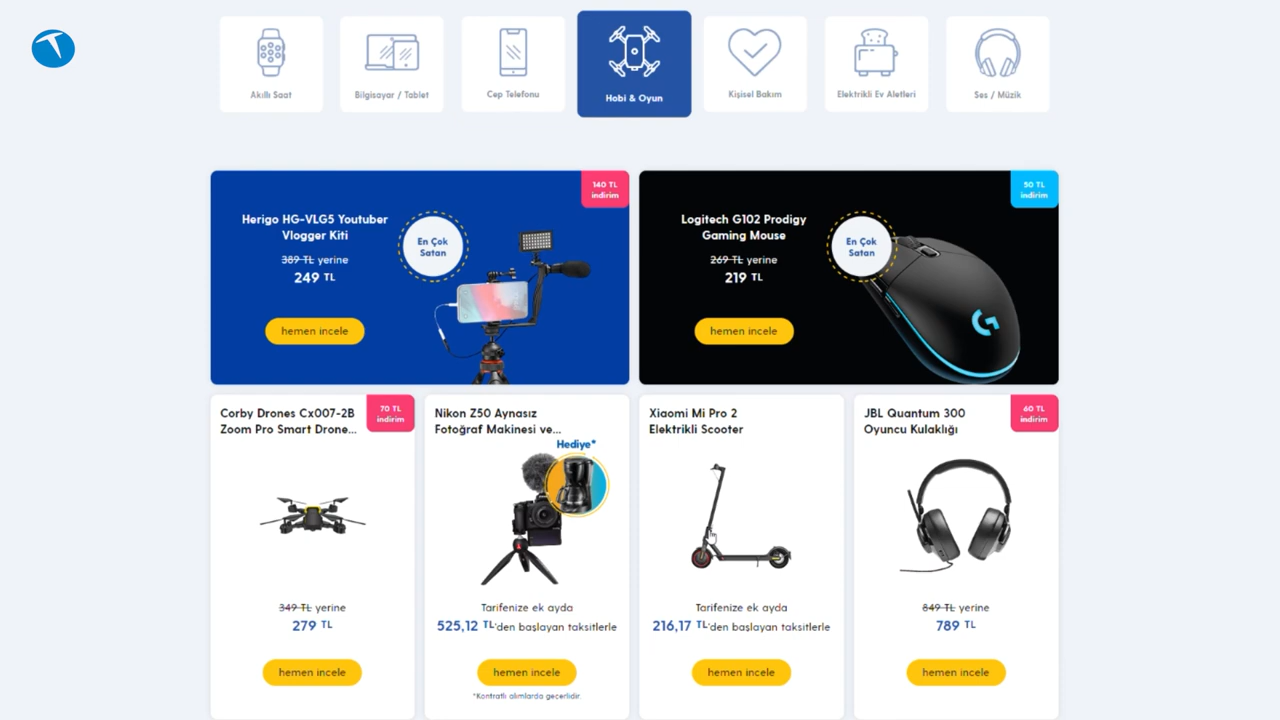 Akıllı Saat
Bilgisayar / Tablet
Cep Telefonu
Hobi & Oyun
Kişisel Bakım
Elektrikli Ev Aletleri
Ses / Müzik
140 TL
indirim
Herigo HG-VLG5 Youtuber
Vlogger Kiti
389 TL yerine
249 TL
En Çok
Satan
hemen incele
50 TL
indirim
Logitech G102 Prodigy
Gaming Mouse
269 TL yerine
219 TL
En Çok
Satan
hemen incele
Corby Drones Cx007-2B
Zoom Pro Smart Drone...
70 TL
indirim
349 TL yerine
279 TL
hemen incele
Nikon Z50 Aynasız
Fotoğraf Makinesi ve...
Hediye*
Tarifenize ek ayda
525,12 TL'den başlayan taksitlerle
hemen incele
*Kontratlı alımlarda geçerlidir.
Xiaomi Mi Pro 2
Elektrikli Scooter
Tarifenize ek ayda
216,17 TL'den başlayan taksitlerle
hemen incele
JBL Quantum 300
Oyuncu Kulaklığı
60 TL
indirim
849 TL yerine
789 TL
hemen incele